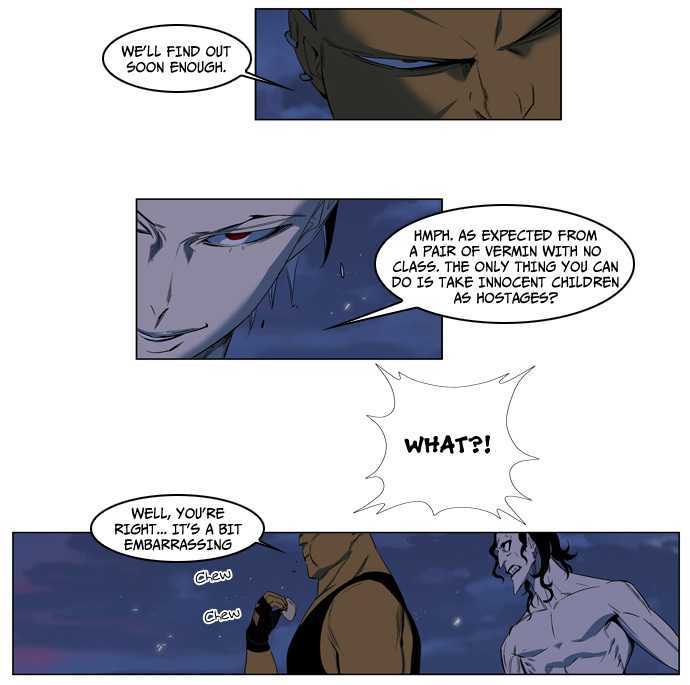 WE'LL FIND OUT
SOON ENOUGH.
HMPH. AS EXPECTED FROM
A PAIR OF VERMIN WITH NO
CLASS. THE ONLY THING YOU CAN
DO IS TAKE INNOCENT CHILDREN
AS HOSTAGES?
WHAT?!
WELL, YOU'RE
RIGHT... IT'S A BIT
EMBARRASSING
Chew
Chew